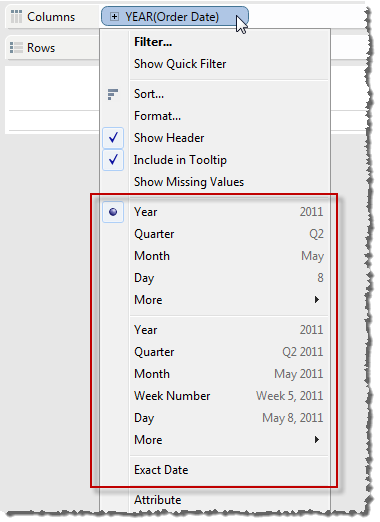 Columns YEAR(Order Date)
Rows
Filter...
Show Quick Filter
Sort...
Format...
Show Header
Include in Tooltip
Show Missing Values
Year 2011
Quarter Q2
Month May
Day 8
More
Year 2011
Quarter Q2 2011
Month May 2011
Week Number Week 5, 2011
Day May 8, 2011
More
Exact Date
Attribute